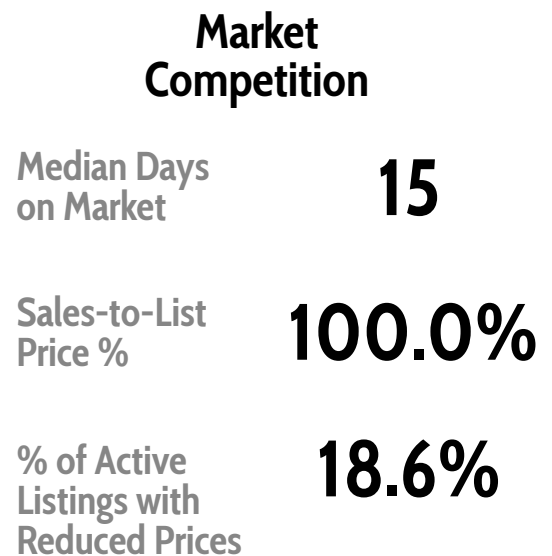 Market
Competition
Median Days
on Market
15
Sales-to-List
Price %
100.0%
% of Active
Listings with
Reduced Prices
18.6%